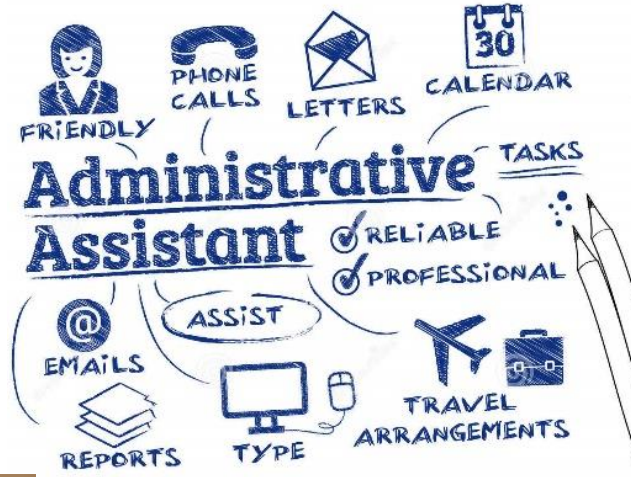 FRiENDLY
PHONE
CALLS
LETTERS
30
CALENDAR
Administrative
TASKS
Assistant
RELiABLE
PROFESSiONAL
@
EMAiLS
ASSiST
REPORTS
TYPE
TRAVEL
ARRANGEMENTS